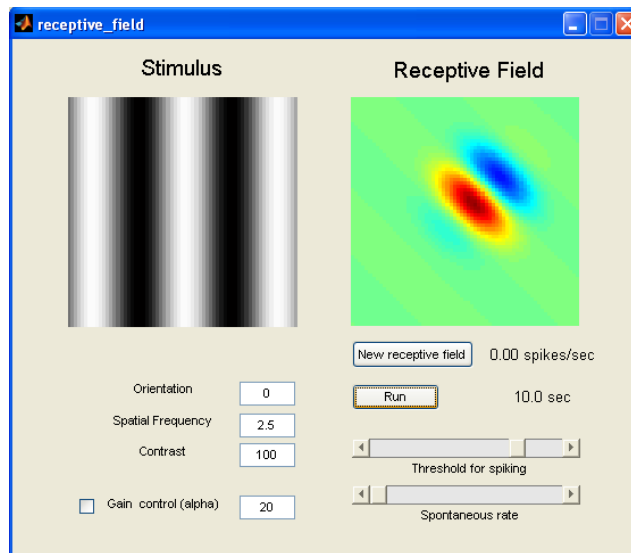 receptive_field
Stimulus
Receptive Field
New receptive field 0.00 spikes/sec
Orientation 0
Run 10.0 sec
Spatial Frequency 2.5
Contrast 100
Threshold for spiking
Gain control (alpha) 20
Spontaneous rate